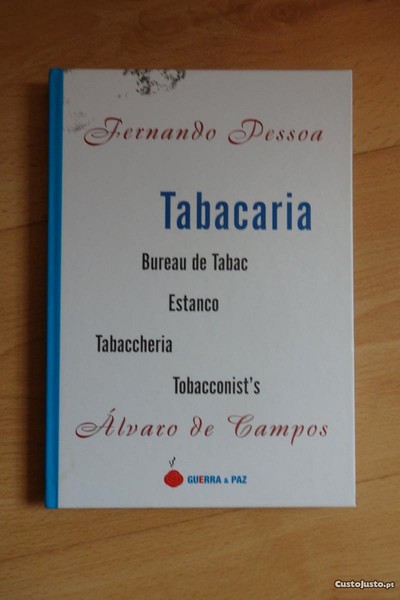 Fernando Pessoa
Tabacaria
Bureau de Tabac
Estanco
Tabaccheria
Tobacconist's
Álvaro de Campos
GUERRA & PAZ
CustoJusto.pt